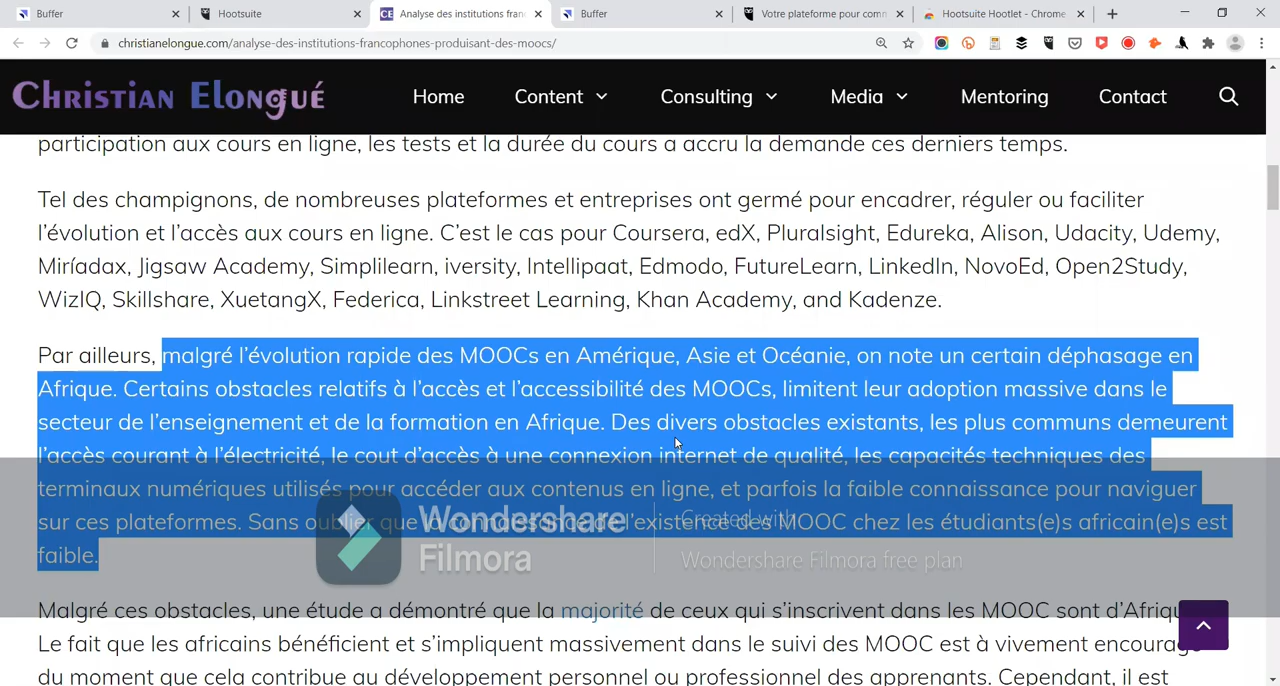 Buffer
Hootsuite
Analyse des institutions fran
Buffer
Votre plateforme pour comm
Hootsuite Hootlet - Chrome
christianelongue.com/analyse-des-institutions-francophones-produisant-des-moocs/
Christian Elongué
Home
Content
Consulting
Media
Mentoring
Contact
participation aux cours en ligne, les tests et la durée du cours a accru la demande ces derniers temps.
Tel des champignons, de nombreuses plateformes et entreprises ont germé pour encadrer, réguler ou faciliter
l’évolution et l’accès aux cours en ligne. C’est le cas pour Coursera, edX, Pluralsight, Edureka, Alison, Udacity, Udemy,
Miríadax, Jigsaw Academy, Simplilearn, iversity, Intellipaat, Edmodo, FutureLearn, LinkedIn, NovoEd, Open2Study,
WizIQ, Skillshare, XuetangX, Federica, Linkstreet Learning, Khan Academy, and Kadenze.
Par ailleurs, malgré l’évolution rapide des MOOCs en Amérique, Asie et Océanie, on note un certain déphasage en
Afrique. Certains obstacles relatifs à l’accès et l’accessibilité des MOOCs, limitent leur adoption massive dans le
secteur de l’enseignement et de la formation en Afrique. Des divers obstacles existants, les plus communs demeurent
l’accès courant à l’électricité, le cout d’accès à une connexion internet de qualité, les capacités techniques des
terminaux numériques utilisés pour accéder aux contenus en ligne, et parfois la faible connaissance pour naviguer
sur ces plateformes. Sans oublier que la connaissance de l’existence des MOOC chez les étudiants(e)s africain(e)s est
faible.
Wondershare
Filmora
Created with
Wondershare Filmora free plan
Malgré ces obstacles, une étude a démontré que la majorité de ceux qui s’inscrivent dans les MOOC sont d’Afriqu
Le fait que les africains bénéficient et s’impliquent massivement dans le suivi des MOOC est à vivement encourage
du moment que cela contribue au développement personnel ou professionnel des apprenants. Cependant, il est